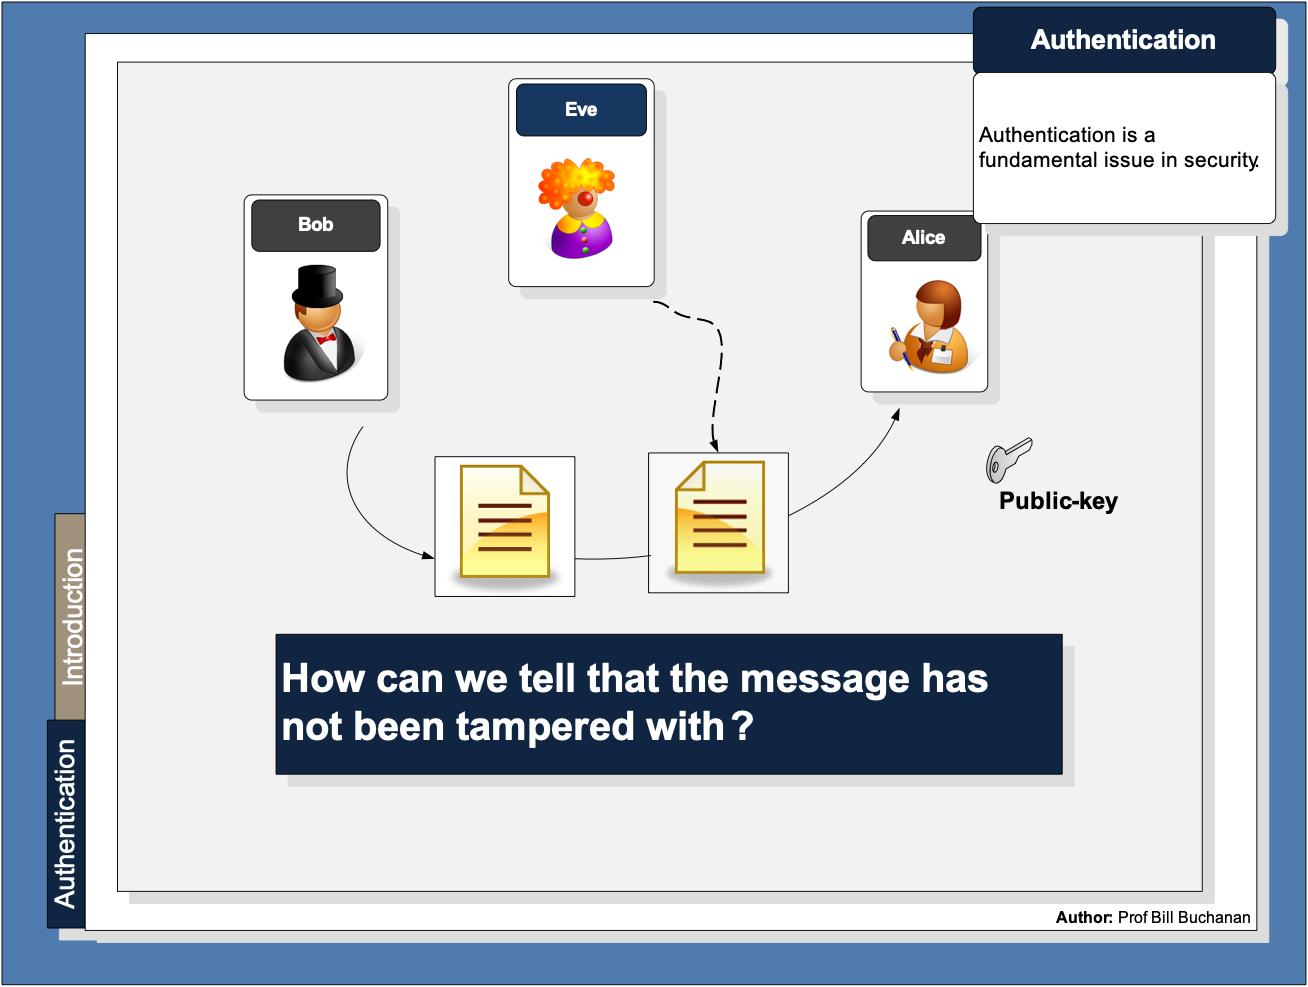 Authentication
Authentication is a
fundamental issue in security.
Eve
Bob
Alice
Public-key
How can we tell that the message has
not been tampered with?
Introduction
Authentication
Author: Prof Bill Buchanan